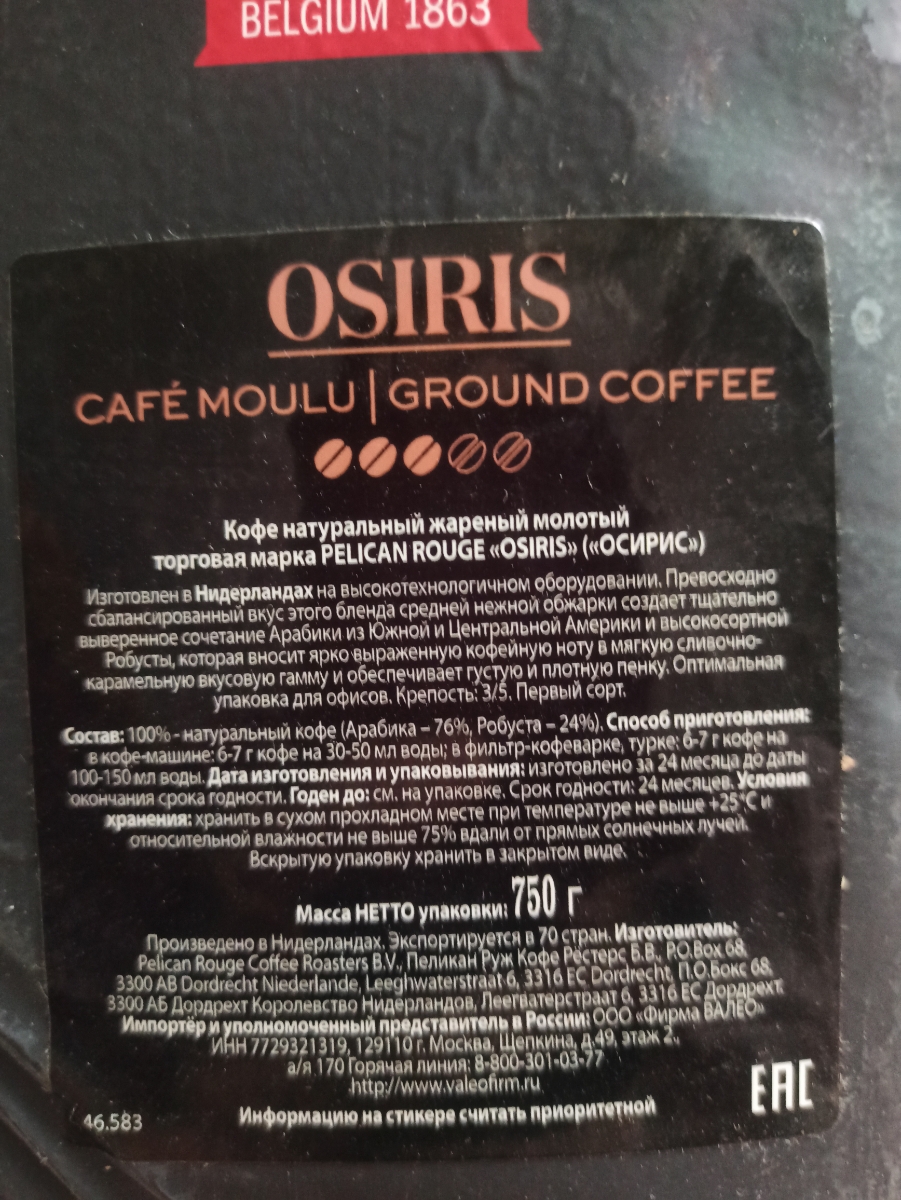 BELGIUM 1863
OSIRIS
CAFÉ MOULU | GROUND COFFEE
Кофе натуральный жареный молотый
торговая марка PELICAN ROUGE «OSIRIS» («ОСИРИС»)
Изготовлен в Нидерландах на высокотехнологичном оборудовании. Превосходно
сбалансированный вкус этого бленда средней нежной обжарки создает тщательно
выверенное сочетание Арабики из Южной и Центральной Америки и высокосортной
Робусты, которая вносит ярко выраженную кофейную ноту в мягкую сливочно-
карамельную вкусовую гамму и обеспечивает густую и плотную пенку. Оптимальная
упаковка для офисов. Крепость: 3/5. Первый сорт.
Состав: 100% - натуральный кофе (Арабика – 76%, Робуста – 24%). Способ приготовления:
в кофе-машине: 6-7 г кофе на 30-50 мл воды; в фильтр-кофеварке, турке: 6-7 г кофе на
100-150 мл воды. Дата изготовления и упаковывания: изготовлено за 24 месяца до даты
окончания срока годности. Годен до: см. на упаковке. Срок годности: 24 месяцев. Условия
хранения: хранить в сухом прохладном месте при температуре не выше +25°С и
относительной влажности не выше 75% вдали от прямых солнечных лучей.
Вскрытую упаковку хранить в закрытом виде.
Масса НЕТТО упаковки: 750 г
Произведено в Нидерландах. Экспортируется в 70 стран. Изготовитель:
Pelican Rouge Coffee Roasters B.V., Пеликан Руж Кофе Рёстерс Б.В., P.O.Box 68,
3300 AB Dordrecht Niederlande, Leeghwaterstraat 6, 3316 EC Dordrecht, П.О.Бокс 68,
3300 АБ Дордрехт Королевство Нидерландов, Леегватерстраат 6, 3316 ЕС Дордрехт.
Импортёр и уполномоченный представитель в России: ООО «Фирма ВАЛЕО»
ИНН 7729321319, 129110 г. Москва, Щепкина, д.49, этаж 2,
а/я 170 Горячая линия: 8-800-301-03-77
http://www.valeofirm.ru
Информацию на стикере считать приоритетной
46.583
EAC